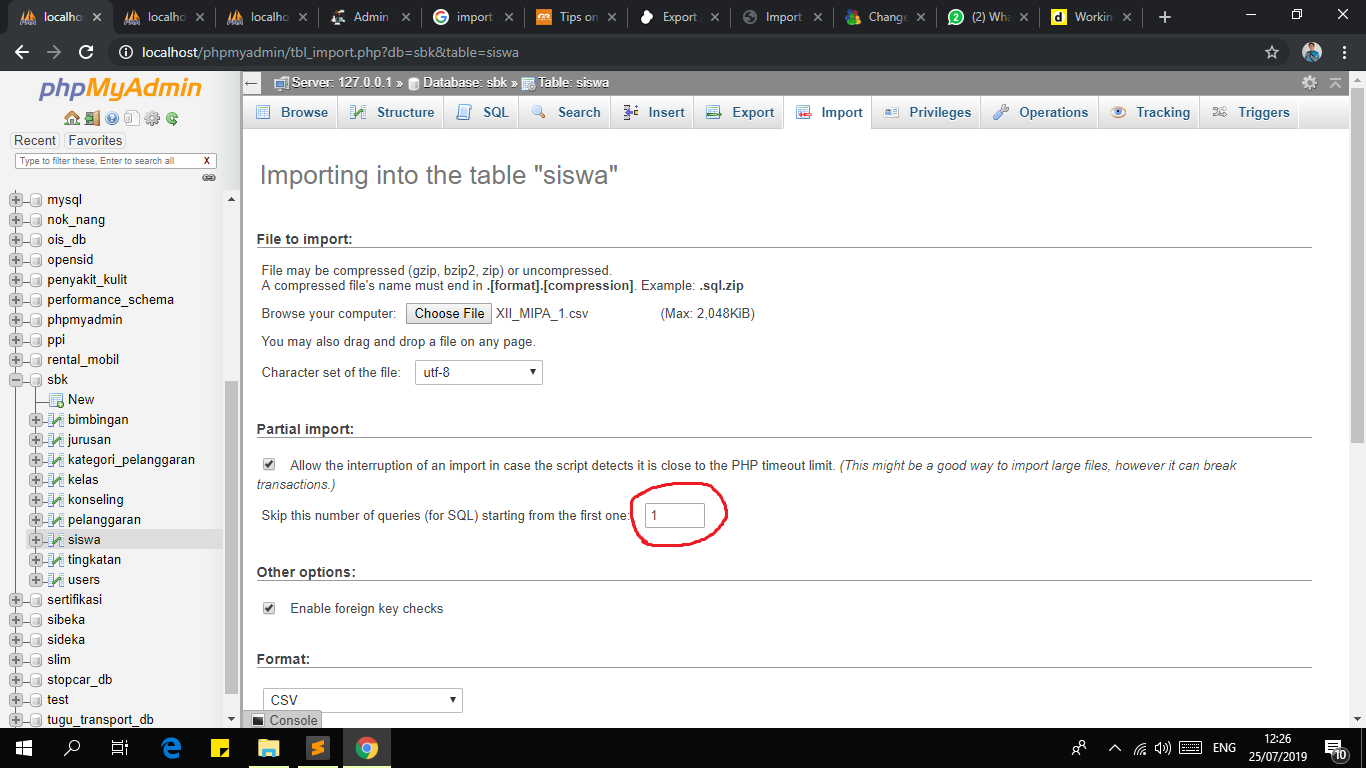 localho
localho
localho
Admin
import
Tips on
Export
Import
Change
(2) Wha
Workin
localhost/phpmyadmin/tbl_import.php?db=sbk&table=siswa
phpMyAdmin
Recent Favorites
Type to filter these, Enter to search all X
mysql
nok_nang
ois_db
opensid
penyakit_kulit
performance_schema
phpmyadmin
ppi
rental_mobil
sbk
New
bimbingan
jurusan
kategori_pelanggaran
kelas
konseling
pelanggaran
siswa
tingkatan
users
sertifikasi
sibeka
sideka
slim
stopcar_db
test
tugu_transport_db
Server: 127.0.0.1 » Database: sbk » Table: siswa
Browse Structure SQL Search Insert Export Import Privileges Operations Tracking Triggers
Importing into the table "siswa"
File to import:
File may be compressed (gzip, bzip2, zip) or uncompressed.
A compressed file's name must end in .[format].[compression]. Example: .sql.zip
Browse your computer: Choose File XII_MIPA_1.csv (Max: 2,048KiB)
You may also drag and drop a file on any page.
Character set of the file: utf-8
Partial import:
Allow the interruption of an import in case the script detects it is close to the PHP timeout limit. (This might be a good way to import large files, however it can break
transactions.)
Skip this number of queries (for SQL) starting from the first one: 1
Other options:
Enable foreign key checks
Format:
CSV
Console
ENG
12:26
25/07/2019
10